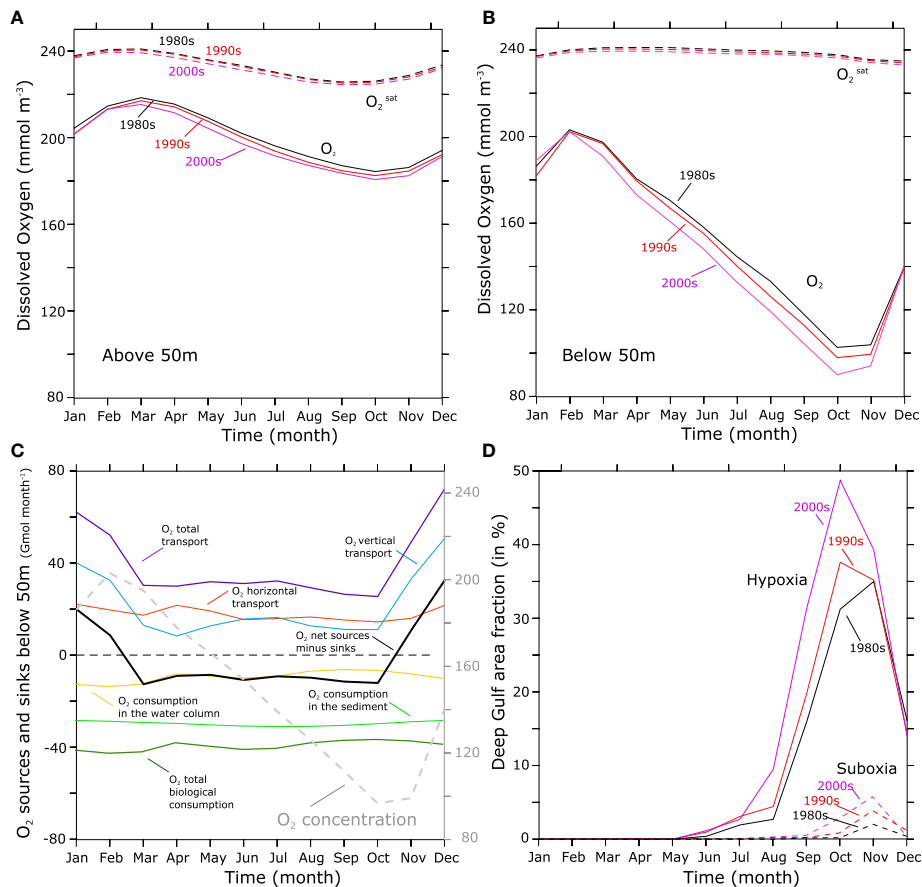 A
Dissolved Oxygen (mmol m⁻³)
240
200
160
120
80
1980s
1990s
2000s
O₂ sat
1980s
1990s
2000s
O₂
Above 50m
Jan Feb Mar Apr May Jun Jul Aug Sep Oct Nov Dec
Time (month)
B
Dissolved Oxygen (mmol m⁻³)
240
200
160
120
80
O₂ sat
1980s
1990s
2000s
O₂
Below 50m
Jan Feb Mar Apr May Jun Jul Aug Sep Oct Nov Dec
Time (month)
C
O₂ sources and sinks below 50m (Gmol month⁻¹)
80
40
0
-40
-80
240
200
160
120
80
O₂ total
transport
O₂ vertical
transport
O₂ horizontal
transport
O₂ net sources
minus sinks
O₂ consumption
in the water column
O₂ consumption
in the sediment
O₂ total
biological
consumption
O₂ concentration
Jan Feb Mar Apr May Jun Jul Aug Sep Oct Nov Dec
Time (month)
D
Deep Gulf area fraction (in %)
50
40
30
20
10
0
2000s
1990s
Hypoxia
1980s
Suboxia
2000s
1990s
1980s
Jan Feb Mar Apr May Jun Jul Aug Sep Oct Nov Dec
Time (month)